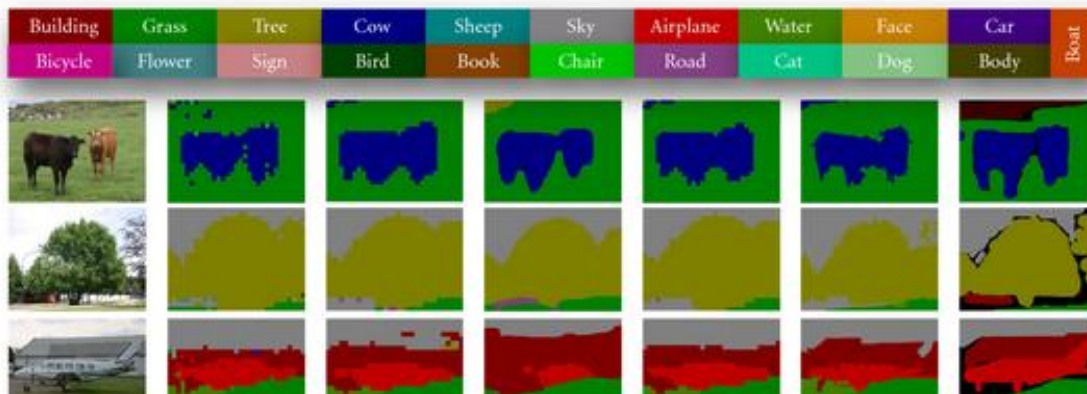 Building Grass Tree Cow Sheep Sky Airplane Water Face Car
Bicycle Flower Sign Bird Book Chair Road Cat Dog Body
Boat